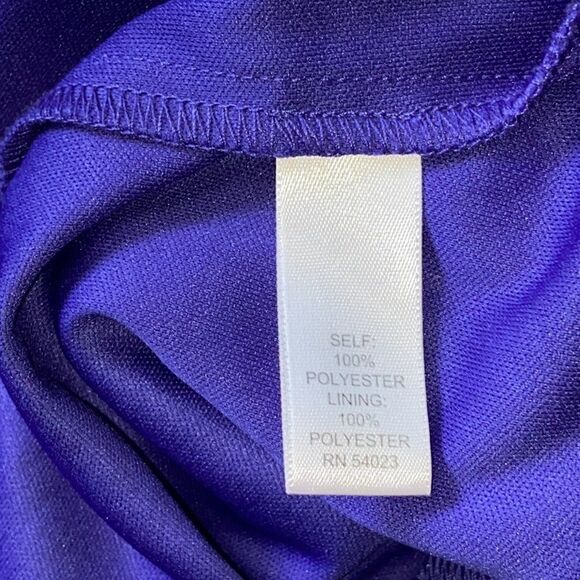 SELF:
100%
POLYESTER
LINING:
100%
POLYESTER
RN 54023